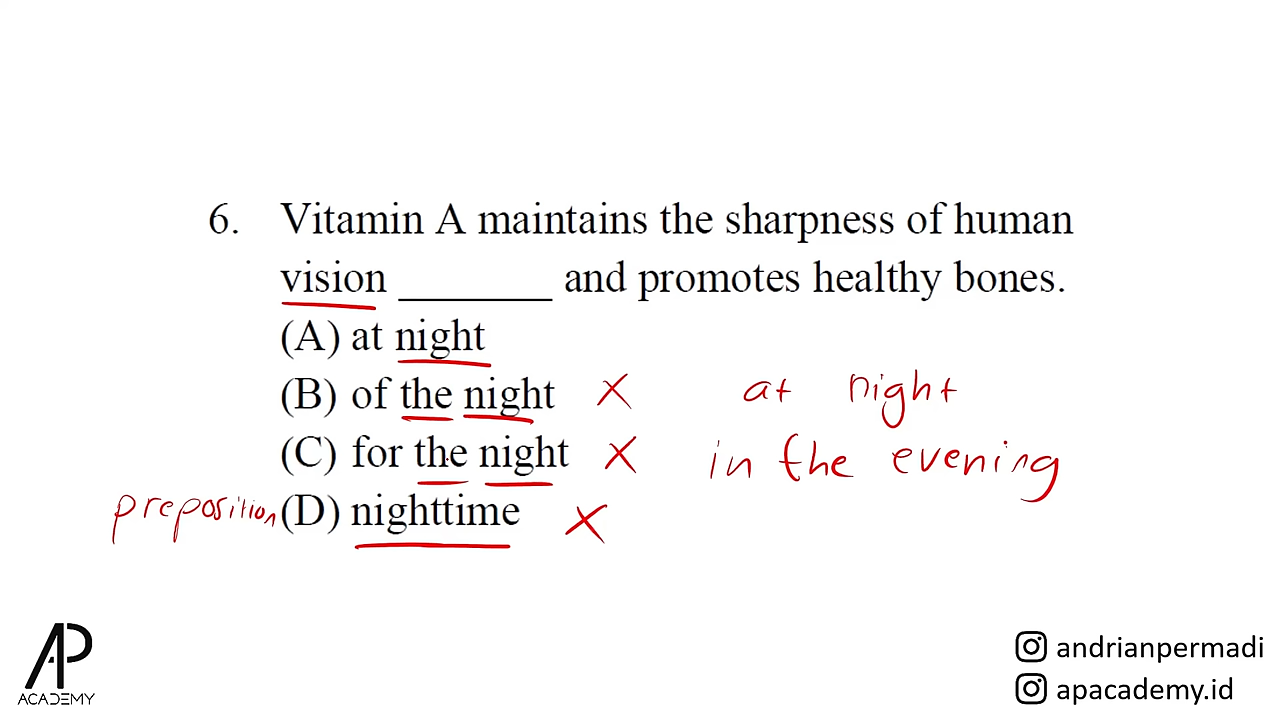 6. Vitamin A maintains the sharpness of human
vision _______ and promotes healthy bones.
(A) at night
(B) of the night X
at night
(C) for the night X
in the evening
preposition (D) nighttime X
AP
ACADEMY
andrianpermadi
apacademy.id